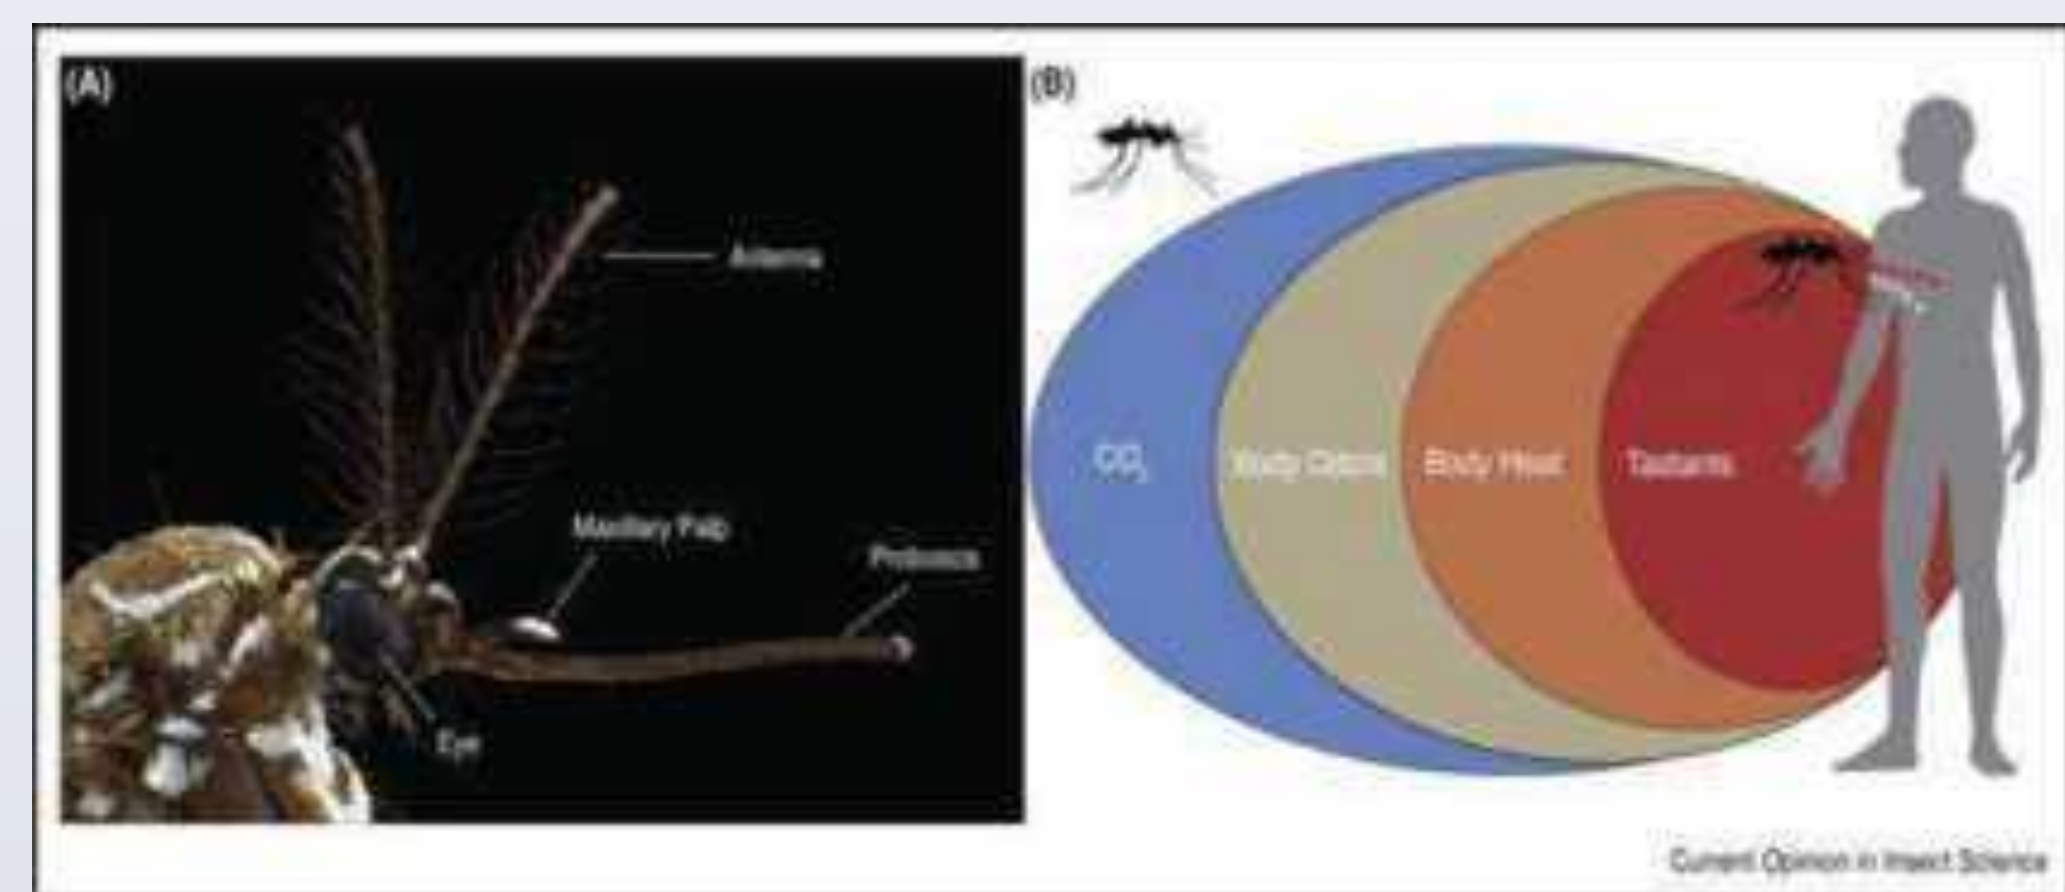 (A)
Antenna
Maxillary Palp
Proboscis
Eye
(B)
CO₂
Body Odors
Body Heat
Tastants
Current Opinion in Insect Science